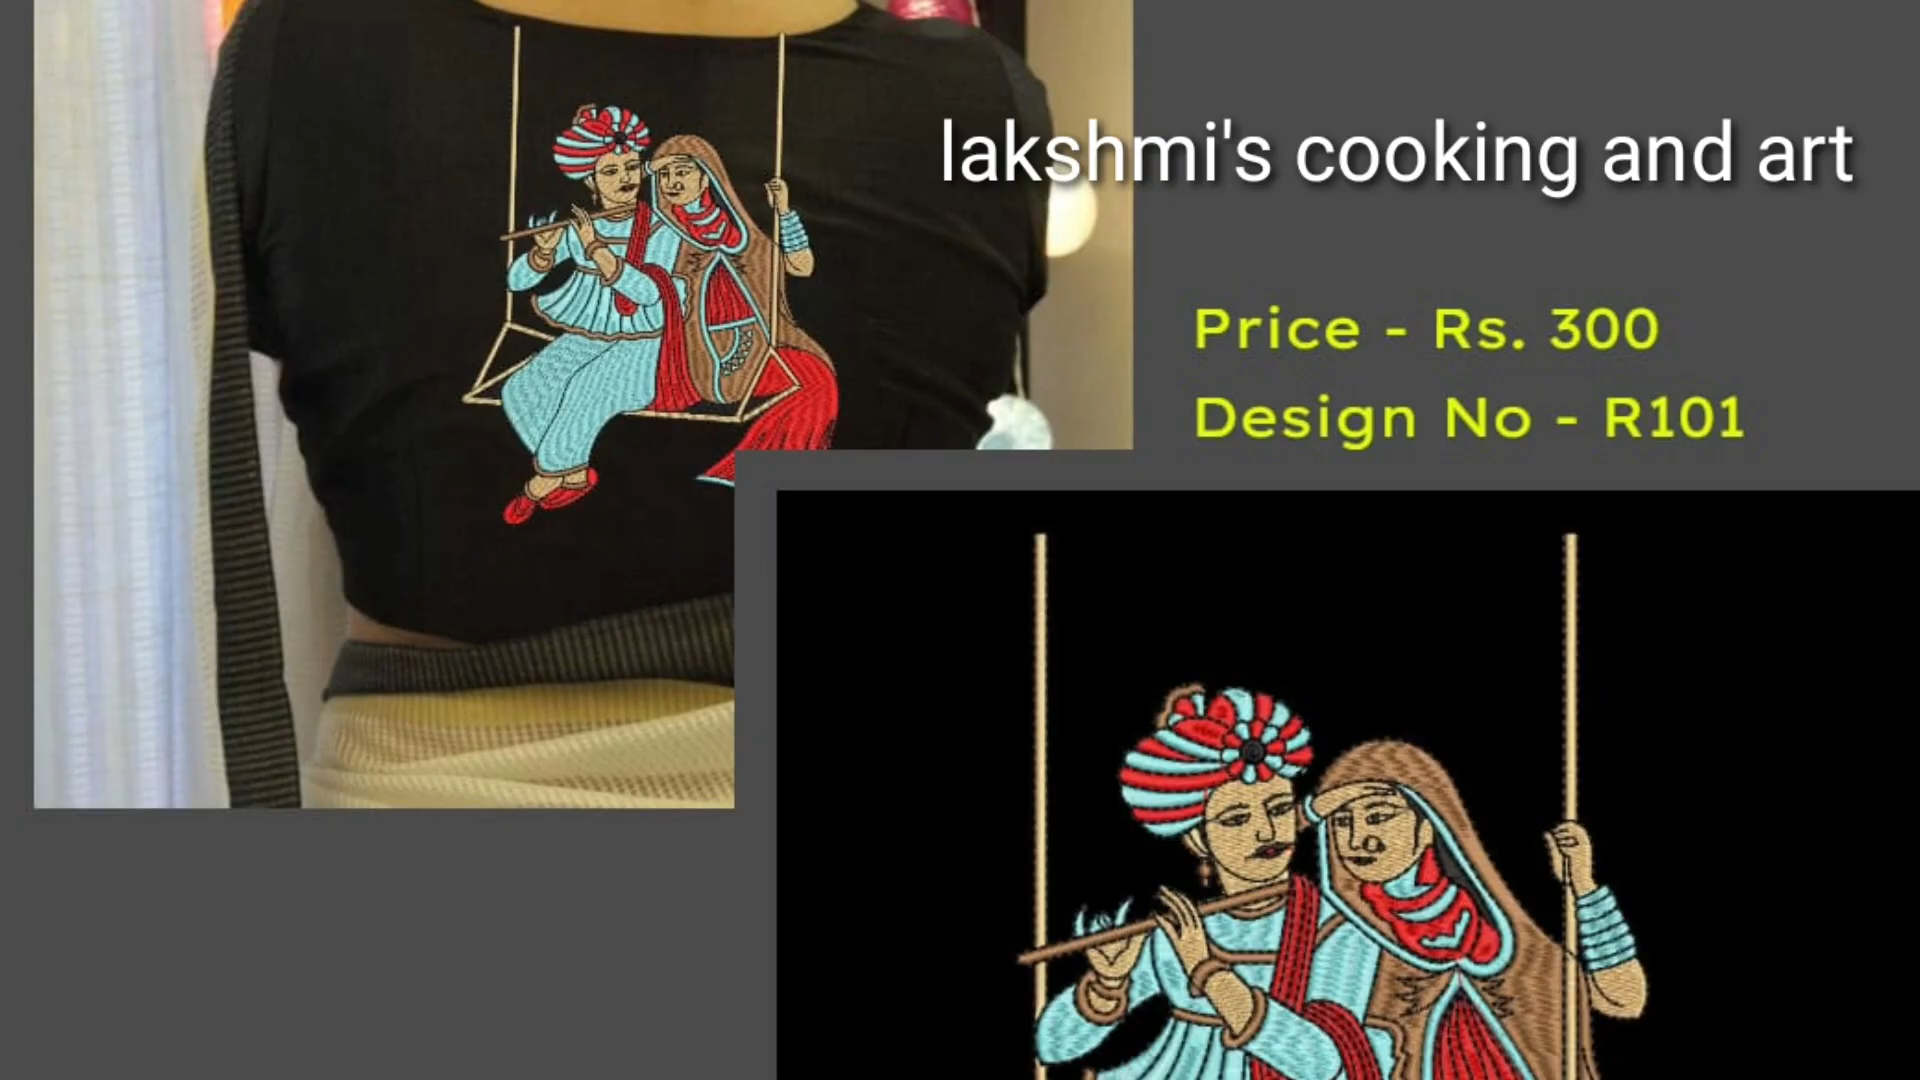 lakshmi's cooking and art
Price - Rs. 300
Design No - R101